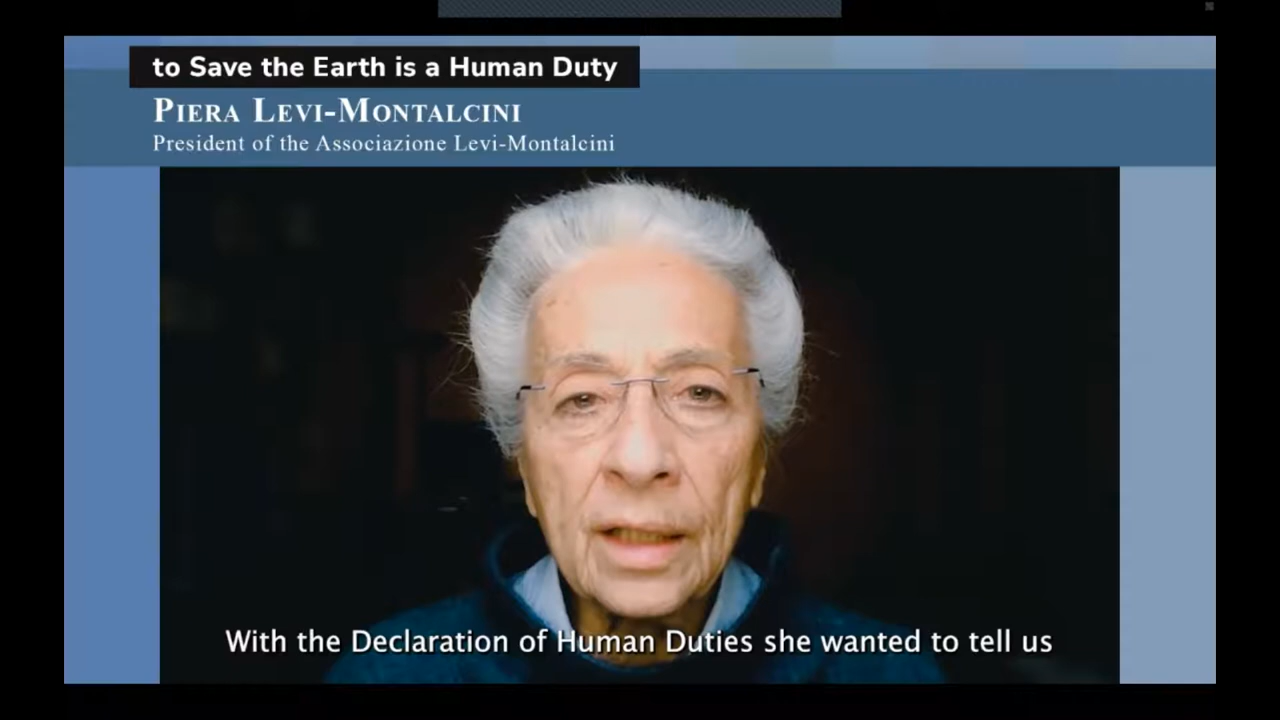 to Save the Earth is a Human Duty
PIERA LEVI-MONTALCINI
President of the Associazione Levi-Montalcini
With the Declaration of Human Duties she wanted to tell us